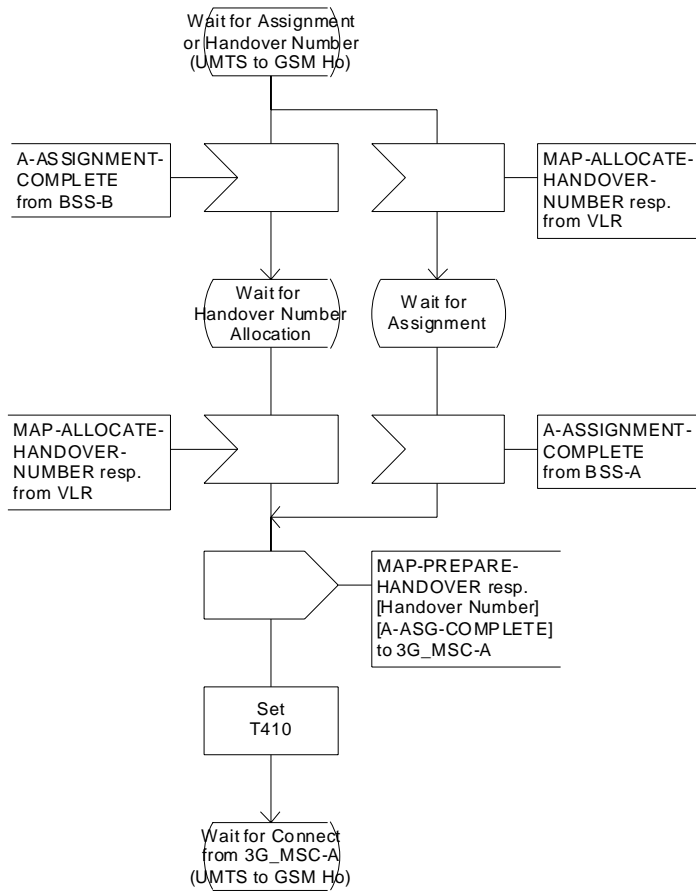 Wait for Assignment
or Handover Number
(UMTS to GSM Ho)
A-ASSIGNMENT-
COMPLETE
from BSS-B
MAP-ALLOCATE-
HANDOVER-
NUMBER resp.
from VLR
Wait for
Handover Number
Allocation
Wait for
Assignment
MAP-ALLOCATE-
HANDOVER-
NUMBER resp.
from VLR
A-ASSIGNMENT-
COMPLETE
from BSS-A
MAP-PREPARE-
HANDOVER resp.
[Handover Number]
[A-ASG-COMPLETE]
to 3G_MSC-A
Set
T410
Wait for Connect
from 3G_MSC-A
(UMTS to GSM Ho)